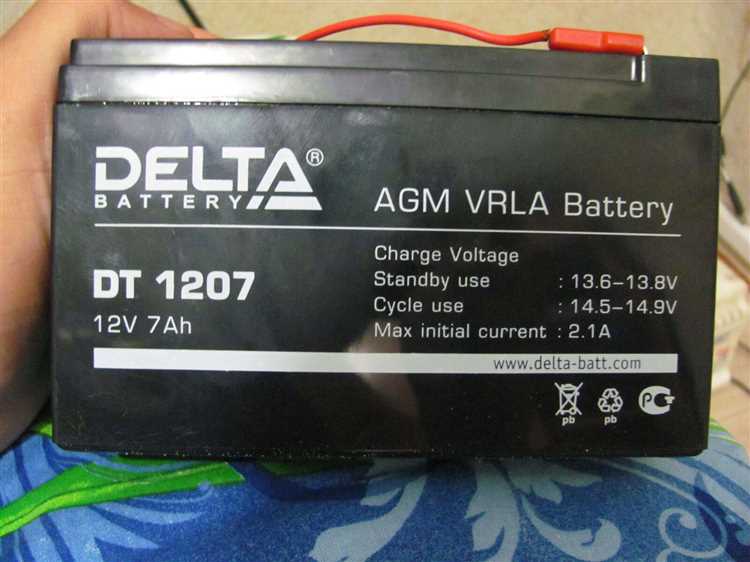 DELTA®
BATTERY
DT 1207
12V 7Ah
AGM VRLA Battery
Charge Voltage
Standby use : 13.6–13.8V
Cycle use : 14.5–14.9V
Max initial current : 2.1A
www.delta-batt.com
pb pb